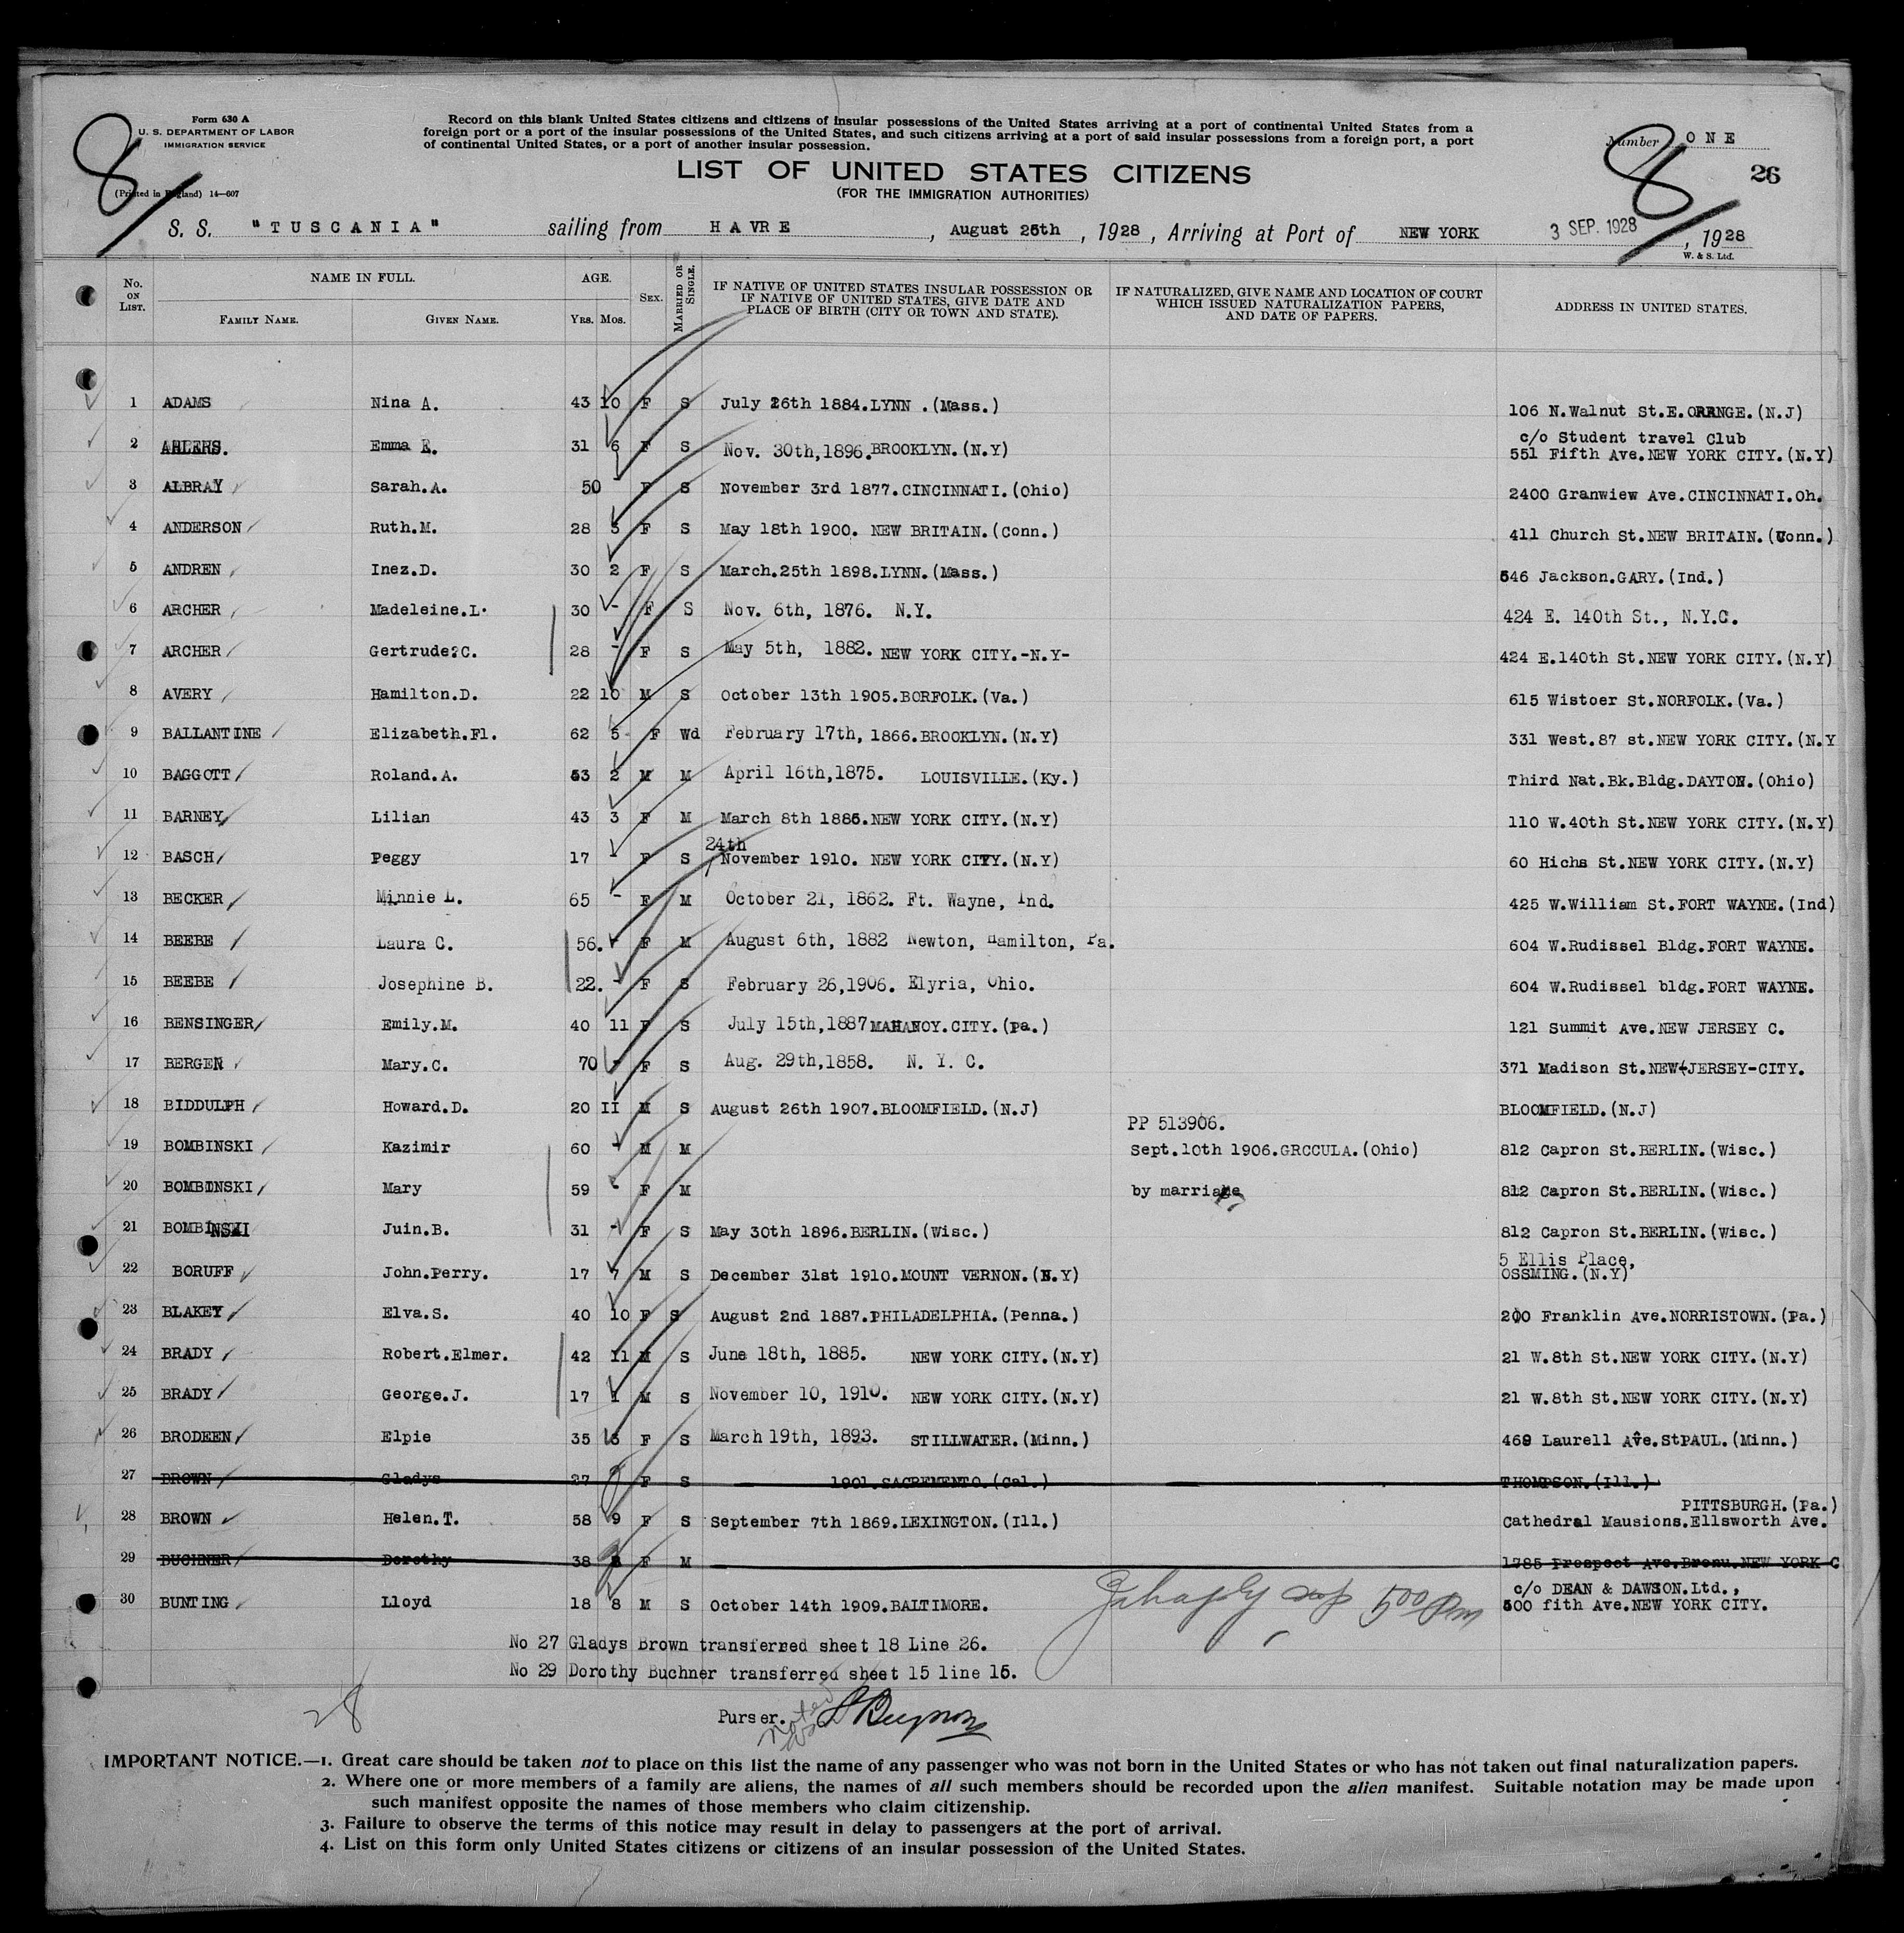 Form 630 A
U. S. DEPARTMENT OF LABOR
IMMIGRATION SERVICE
(Printed in England) 14—607
Record on this blank United States citizens and citizens of insular possessions of the United States arriving at a port of continental United States from a
foreign port or a port of the insular possessions of the United States, and such citizens arriving at a port of said insular possessions from a foreign port, a port
of continental United States, or a port of another insular possession.
LIST OF UNITED STATES CITIZENS
(FOR THE IMMIGRATION AUTHORITIES)
Number ONE
8
8
26
S. S. "TUSCANIA" sailing from HAVRE, August 25th, 1928, Arriving at Port of NEW YORK 3 SEP. 1928, 1928
W. & S. Ltd.
No. ON LIST. NAME IN FULL. FAMILY NAME. GIVEN NAME. AGE. YRS. MOS. SEX. MARRIED OR SINGLE. IF NATIVE OF UNITED STATES INSULAR POSSESSION OR IF NATIVE OF UNITED STATES, GIVE DATE AND PLACE OF BIRTH (CITY OR TOWN AND STATE). IF NATURALIZED, GIVE NAME AND LOCATION OF COURT WHICH ISSUED NATURALIZATION PAPERS, AND DATE OF PAPERS. ADDRESS IN UNITED STATES.
1 ADAMS Nina A. 43 10 F S July 26th 1884.LYNN .(Mass.) 106 N.Walnut St.E.ORRNGE.(N.J)
2 AHLERS. Emma E. 31 6 F S Nov. 30th,1896.BROOKLYN.(N.Y) c/o Student travel Club
551 Fifth Ave.NEW YORK CITY.(N.Y)
3 ALBRAY Sarah.A. 50 F S November 3rd 1877.CINCINNATI.(Ohio) 2400 Granwiew Ave.CINCINNATI.Oh.
4 ANDERSON Ruth.M. 28 3 F S May 18th 1900. NEW BRITAIN.(Conn.) 411 Church St.NEW BRITAIN.(Conn.)
5 ANDREN Inez.D. 30 2 F S March.25th 1898.LYNN.(Mass.) 546 Jackson.GARY.(Ind.)
6 ARCHER Madeleine.L. 30 - F S Nov. 6th, 1876. N.Y. 424 E. 140th St., N.Y.C.
7 ARCHER Gertrude?C. 28 - F S May 5th, 1882. NEW YORK CITY.-N.Y- 424 E.140th St.NEW YORK CITY.(N.Y)
8 AVERY Hamilton.D. 22 10 M S October 13th 1905.BORFOLK.(Va.) 615 Wistoer St.NORFOLK.(Va.)
9 BALLANTINE Elizabeth.Fl. 62 5 F Wd February 17th, 1866.BROOKLYN.(N.Y) 331 West.87 st.NEW YORK CITY.(N.Y
10 BAGGOTT Roland.A. 53 2 M M April 16th,1875. LOUISVILLE.(Ky.) Third Nat.Bk.Bldg.DAYTON.(Ohio)
11 BARNEY Lilian 43 3 F M March 8th 1885.NEW YORK CITY.(N.Y) 110 W.40th St.NEW YORK CITY.(N.Y)
24th
12 BASCH Peggy 17 - F S November 1910. NEW YORK CITY.(N.Y) 60 Hichs St.NEW YORK CITY.(N.Y)
13 BECKER Minnie L. 65 - F M October 21, 1862. Ft. Wayne, Ind. 425 W.William St.FORT WAYNE.(Ind)
14 BEEBE Laura C. 56. - F M August 6th, 1882 Newton, Hamilton, Pa. 604 W.Rudissel Bldg.FORT WAYNE.
15 BEEBE Josephine B. 22. - F S February 26,1906. Elyria, Ohio. 604 W.Rudissel bldg.FORT WAYNE.
16 BENSINGER Emily.M. 40 11 F S July 15th,1887 MAHANOY.CITY.(Pa.) 121 Summit Ave.NEW JERSEY C.
17 BERGEN Mary.C. 70 - F S Aug. 29th,1858. N. Y. C. 371 Madison St.NEW-JERSEY-CITY.
18 BIDDULPH Howard.D. 20 II M S August 26th 1907.BLOOMFIELD.(N.J) BLOOMFIELD.(N.J)
PP 513906.
19 BOMBINSKI Kazimir 60 - M M Sept.10th 1906.GRCCULA.(Ohio) 812 Capron St.BERLIN.(Wisc.)
20 BOMBINSKI Mary 59 - F M by marriage 812 Capron St.BERLIN.(Wisc.)
21 BOMBINSKI Juin.B. 31 - F S May 30th 1896.BERLIN.(Wisc.) 812 Capron St.BERLIN.(Wisc.)
22 BORUFF John.Perry. 17 7 M S December 31st 1910.MOUNT VERNON.(N.Y) 5 Ellis Place,
OSSMING.(N.Y)
23 BLAKEY Elva.S. 40 10 F S August 2nd 1887.PHILADELPHIA.(Penna.) 200 Franklin Ave.NORRISTOWN.(Pa.)
24 BRADY Robert.Elmer. 42 11 M S June 18th, 1885. NEW YORK CITY.(N.Y) 21 W.8th St.NEW YORK CITY.(N.Y)
25 BRADY George.J. 17 1 M S November 10, 1910. NEW YORK CITY.(N.Y) 21 W.8th St.NEW YORK CITY.(N.Y)
26 BRODEEN Elpie 35 5 F S March 19th, 1893. STILLWATER.(Minn.) 469 Laurell Ave.StPAUL.(Minn.)
27 BROWN Gladys 27 F S 1901.SACREMENTO.(Cal.) THOMPSON.(Ill.)
PITTSBURGH.(Pa.)
28 BROWN Helen.T. 58 9 F S September 7th 1869.LEXINGTON.(Ill.) Cathedral Mausions.Ellsworth Ave.
29 BUCHNER Dorothy 38 8 F M 1785 Prospect Ave.Bronu.NEW YORK C
30 BUNTING Lloyd 18 8 M S October 14th 1909.BALTIMORE. c/o DEAN & DAWSON.Ltd.,
500 fith Ave.NEW YORK CITY.
5 00 Pm
No 27 Gladys Brown transferred sheet 18 Line 26.
No 29 Dorothy Buchner transferred sheet 15 line 15.
28
Purser.
noted
IMPORTANT NOTICE.—1. Great care should be taken not to place on this list the name of any passenger who was not born in the United States or who has not taken out final naturalization papers.
2. Where one or more members of a family are aliens, the names of all such members should be recorded upon the alien manifest. Suitable notation may be made upon
such manifest opposite the names of those members who claim citizenship.
3. Failure to observe the terms of this notice may result in delay to passengers at the port of arrival.
4. List on this form only United States citizens or citizens of an insular possession of the United States.